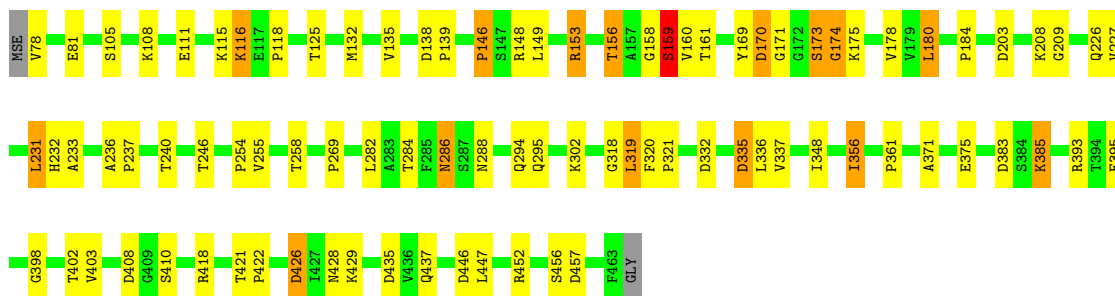 MSE V78 E81 S105 K108 E111 K115 K116 E117 P118 T125 M132 V135 D138 P139 P146 S147 R148 L149 R153 T156 A157 G158 S159 V160 T161 Y169 D170 G171 G172 S173 G174 K175 V178 V179 L180 P184 D203 K208 G209 Q226
L231 H232 A233 A236 P237 T240 T246 P254 V255 T258 P269 L282 A283 T284 F285 N286 S287 N288 Q294 Q295 K302 G318 L319 F320 P321 D332 D335 L336 V337 I348 I356 P361 A371 E375 D383 S384 K385 R393 T394
G398 T402 V403 D408 G409 S410 R418 T421 P422 D426 I427 N428 K429 D435 V436 Q437 D446 L447 R452 S456 D457 F463 GLY